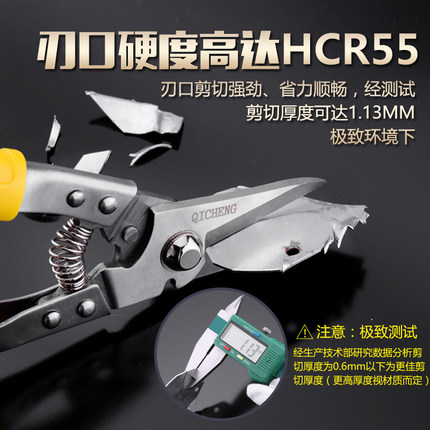 刃口硬度高达HCR55
刃口剪切强劲、省力顺畅，经测试
剪切厚度可达1.13MM
极致环境下
QICHENG
注意：极致测试
经生产技术部研究数据分析剪
切厚度为0.6mm以下为更佳剪
切厚度（更高厚度视材质而定）